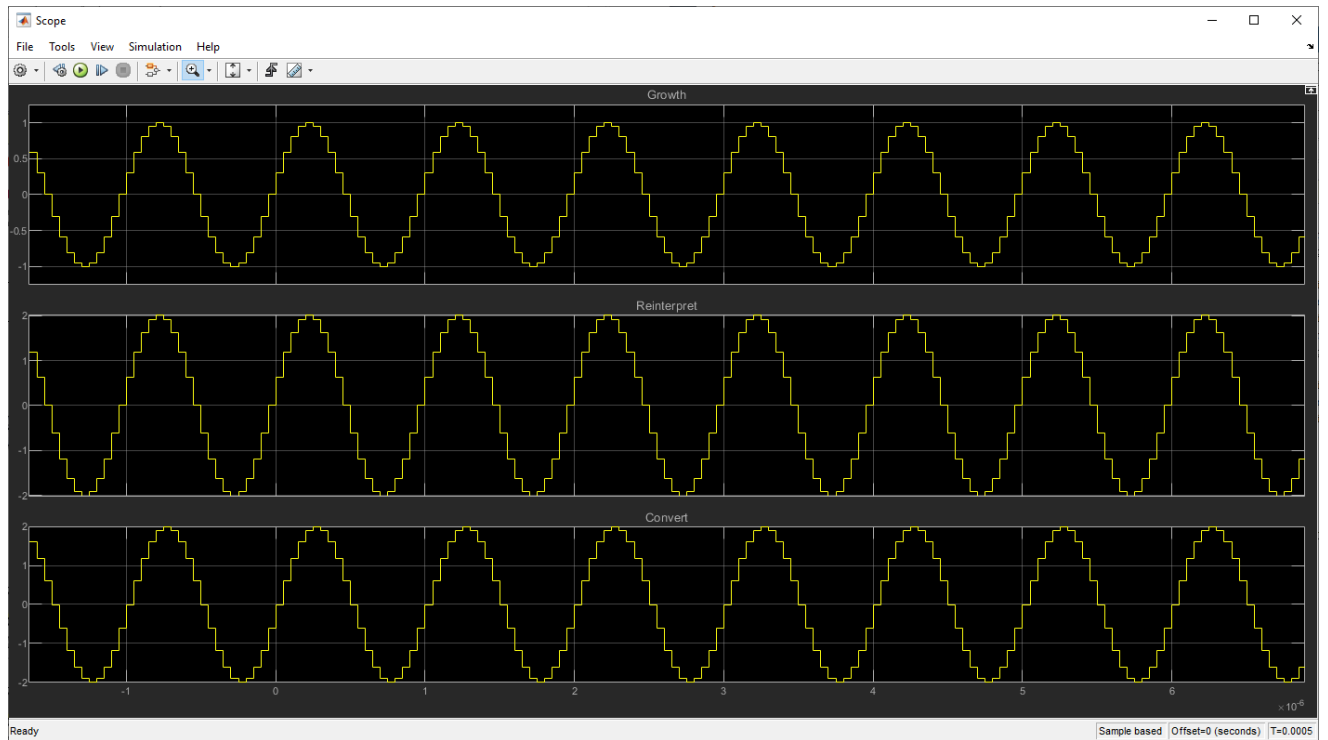 Scope
File Tools View Simulation Help
Growth
1
0.5
0
-0.5
-1
Reinterpret
2
1
0
-1
-2
Convert
2
1
0
-1
-2
-1 0 1 2 3 4 5 6
×10-6
Ready Sample based Offset=0 (seconds) T=0.0005